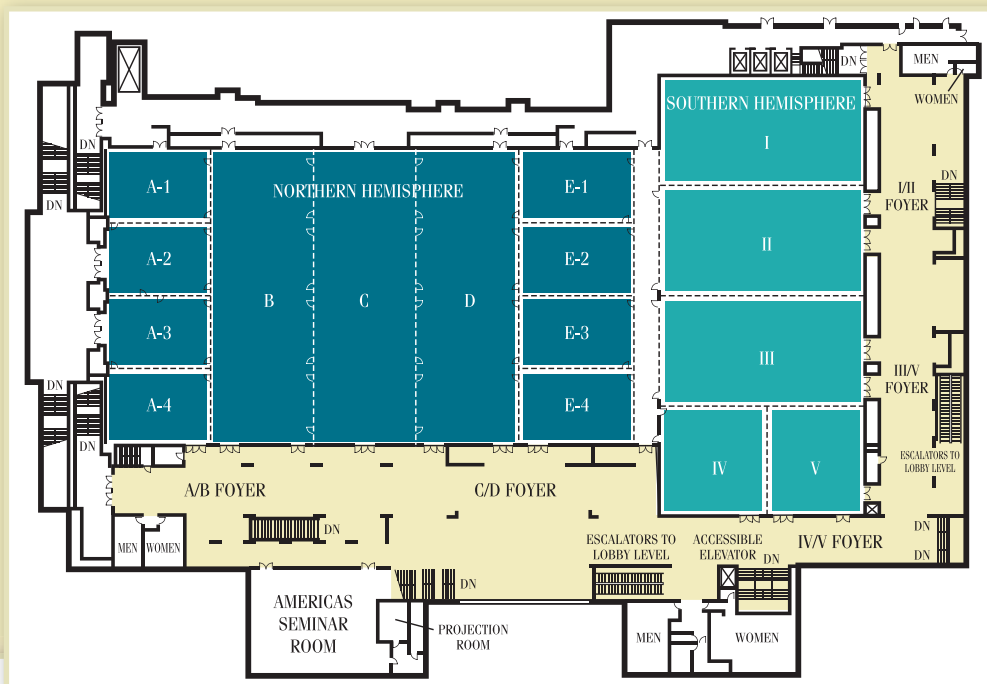 DN
MEN
WOMEN
SOUTHERN HEMISPHERE
I
DN
DN
A-1
NORTHERN HEMISPHERE
E-1
DN
I/II
FOYER
A-2
E-2
II
B
C
D
A-3
E-3
III
III/V
FOYER
DN
A-4
E-4
DN
IV
V
ESCALATORS TO
LOBBY LEVEL
A/B FOYER
C/D FOYER
DN
MEN
WOMEN
ESCALATORS TO
LOBBY LEVEL
ACCESSIBLE
ELEVATOR
IV/V FOYER
DN
DN
DN
DN
AMERICAS
SEMINAR
ROOM
PROJECTION
ROOM
MEN
WOMEN